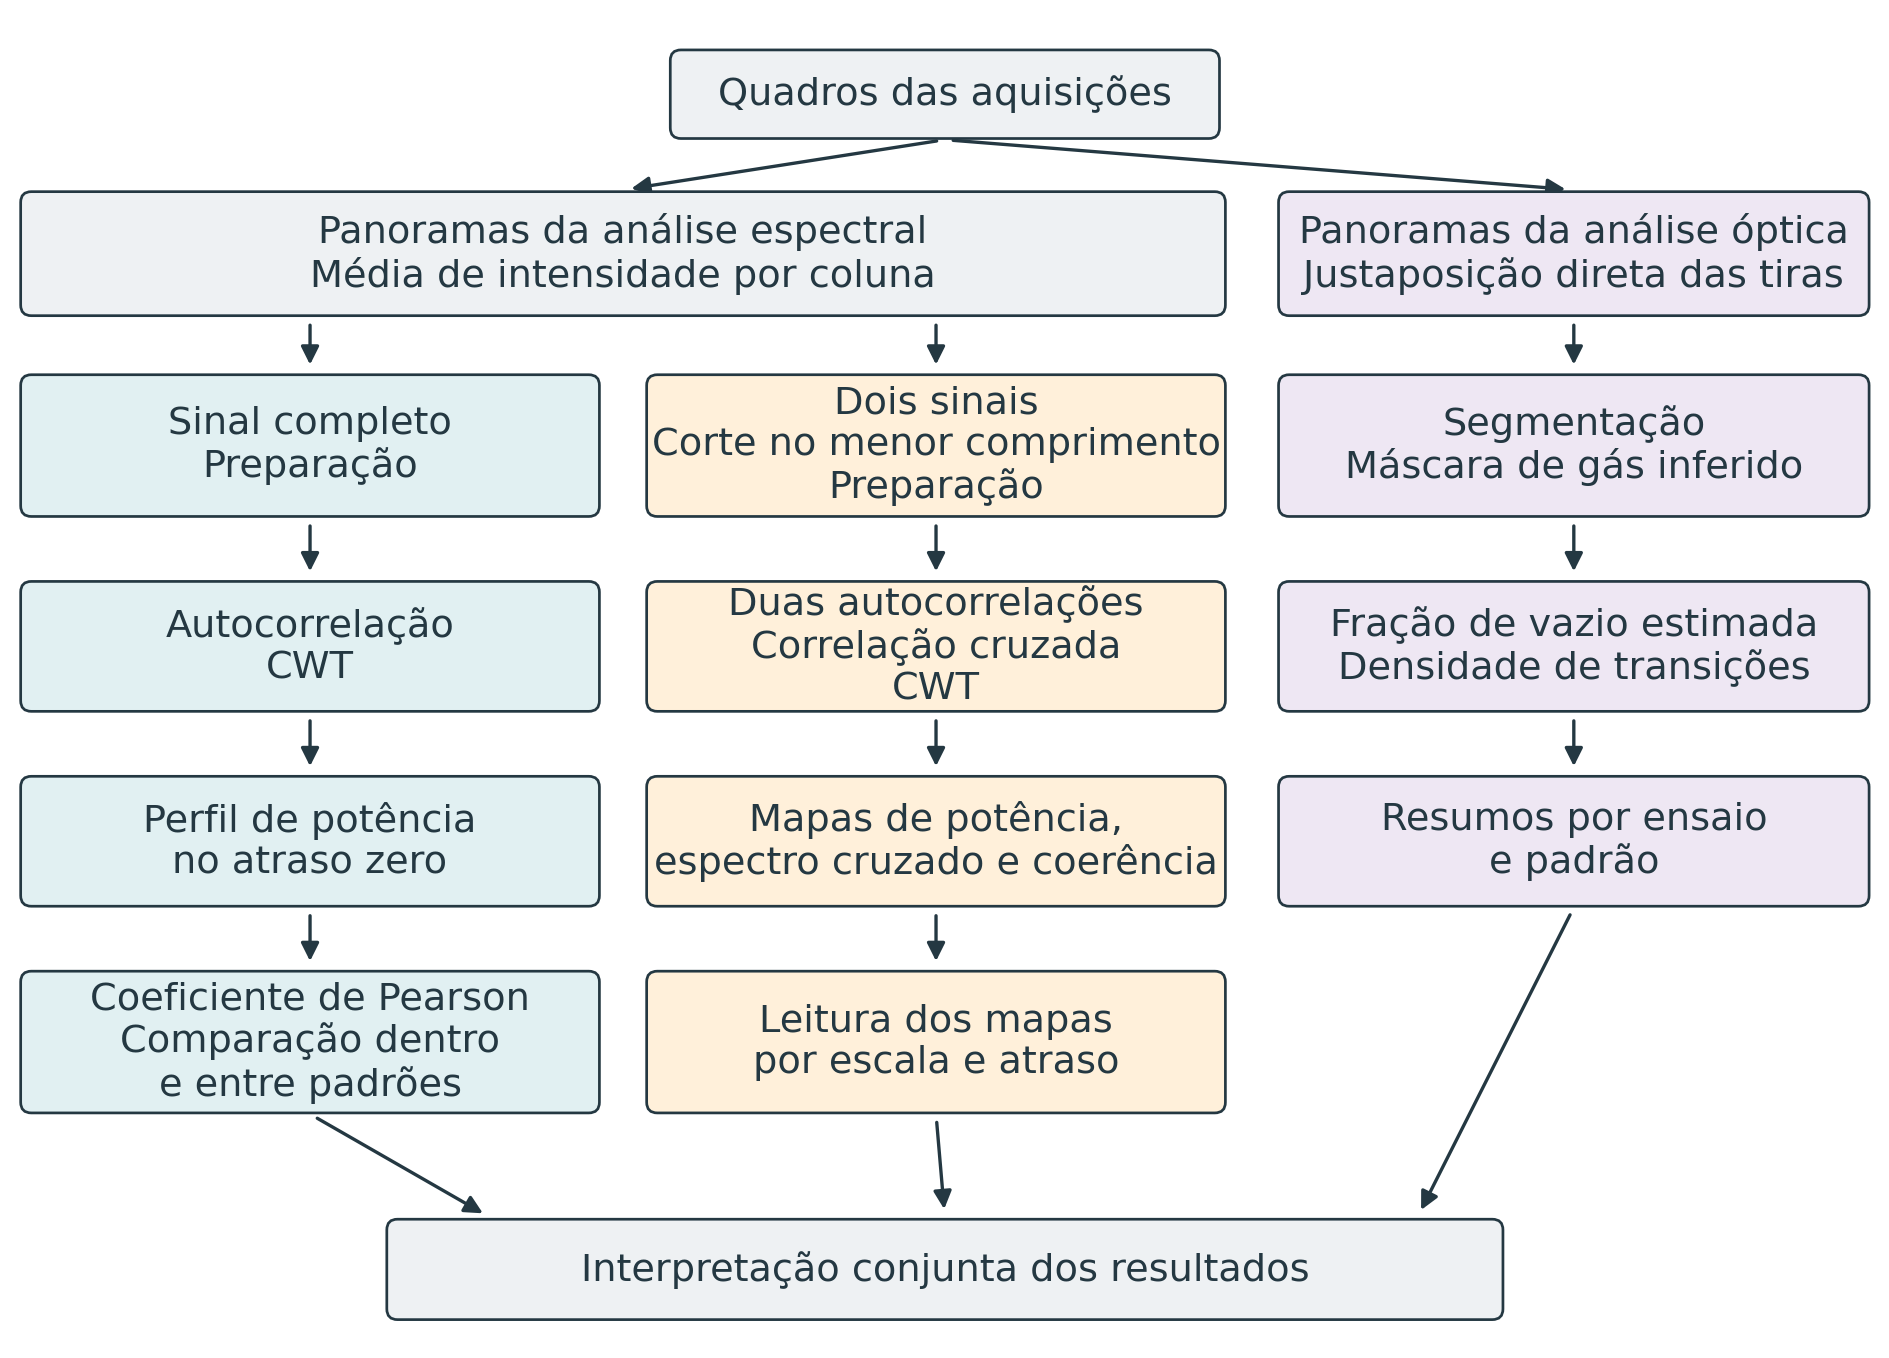 Quadros das aquisições
Panoramas da análise espectral
Média de intensidade por coluna
Panoramas da análise óptica
Justaposição direta das tiras
Sinal completo
Preparação
Dois sinais
Corte no menor comprimento
Preparação
Segmentação
Máscara de gás inferido
Autocorrelação
CWT
Duas autocorrelações
Correlação cruzada
CWT
Fração de vazio estimada
Densidade de transições
Perfil de potência
no atraso zero
Mapas de potência,
espectro cruzado e coerência
Resumos por ensaio
e padrão
Coeficiente de Pearson
Comparação dentro
e entre padrões
Leitura dos mapas
por escala e atraso
Interpretação conjunta dos resultados